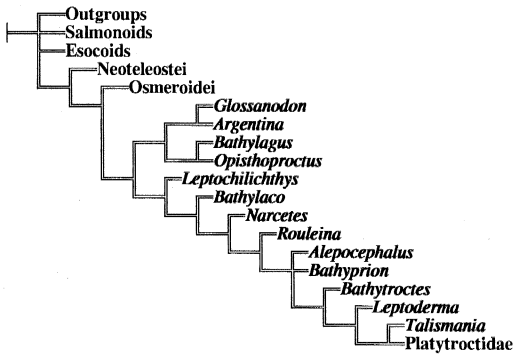 Outgroups
Salmonoids
Esocoids
Neoteleostei
Osmeroidei
Glossanodon
Argentina
Bathylagus
Opisthoproctus
Leptochilichthys
Bathylaco
Narcetes
Rouleina
Alepocephalus
Bathyprion
Bathytroctes
Leptoderma
Talismania
Platytroctidae